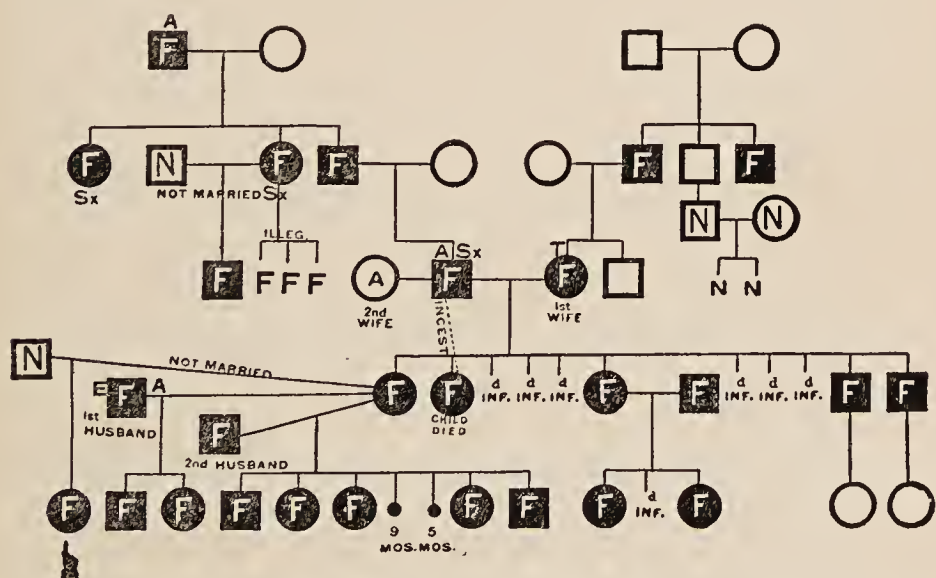 A
F
F N F F F F
Sx NOT MARRIED Sx
N N
ILLEG.
F F F F
A Sx
A F F
N N
2nd WIFE
1st WIFE
INCEST
N
NOT MARRIED
E F A
1st HUSBAND
F
2nd HUSBAND
F F
CHILD DIED
d d d
INF. INF. INF.
F F
d d d
INF. INF. INF.
F F
F F F F F F F F
9 5
MOS. MOS.
F d F
INF.